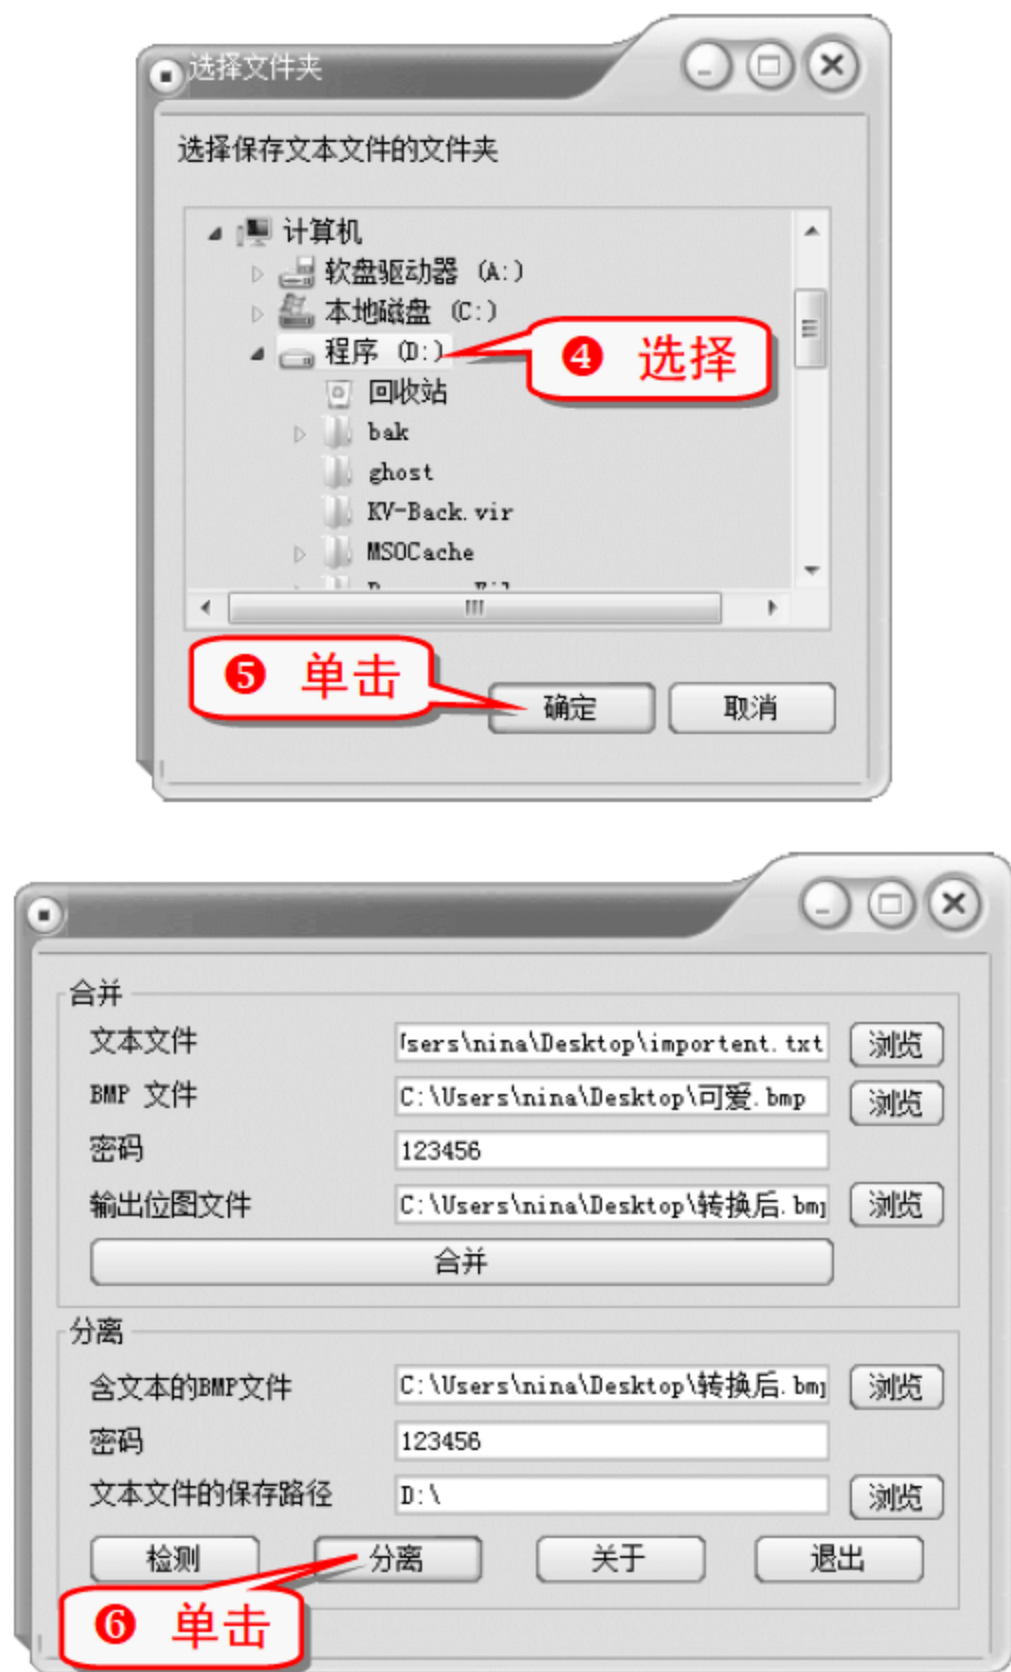 选择文件夹
选择保存文本文件的文件夹
计算机
软盘驱动器 (A:)
本地磁盘 (C:)
程序 (D:)
❹ 选择
回收站
bak
ghost
KV-Back.vir
MSOCache
❺ 单击
确定
取消
合并
文本文件
sers\nina\Desktop\importent.txt
浏览
BMP 文件
C:\Users\nina\Desktop\可爱.bmp
浏览
密码
123456
输出位图文件
C:\Users\nina\Desktop\转换后.bm
浏览
合并
分离
含文本的BMP文件
C:\Users\nina\Desktop\转换后.bm
浏览
密码
123456
文本文件的保存路径
D:\
浏览
检测
分离
关于
退出
❻ 单击